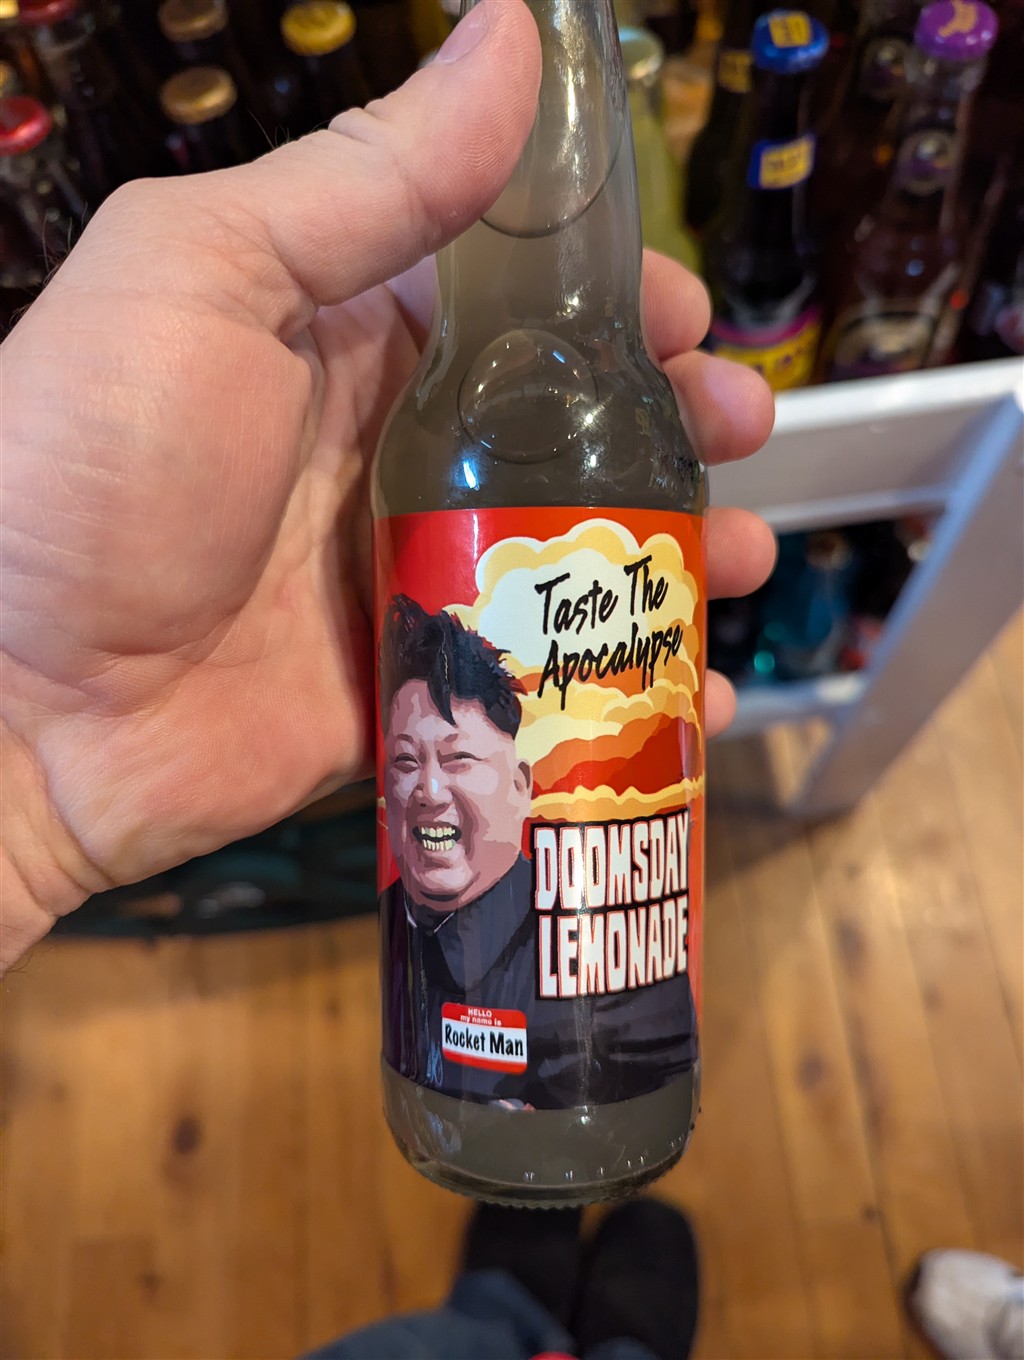 Taste The
Apocalypse
DOOMSDAY
LEMONADE
HELLO
my name is
Rocket Man